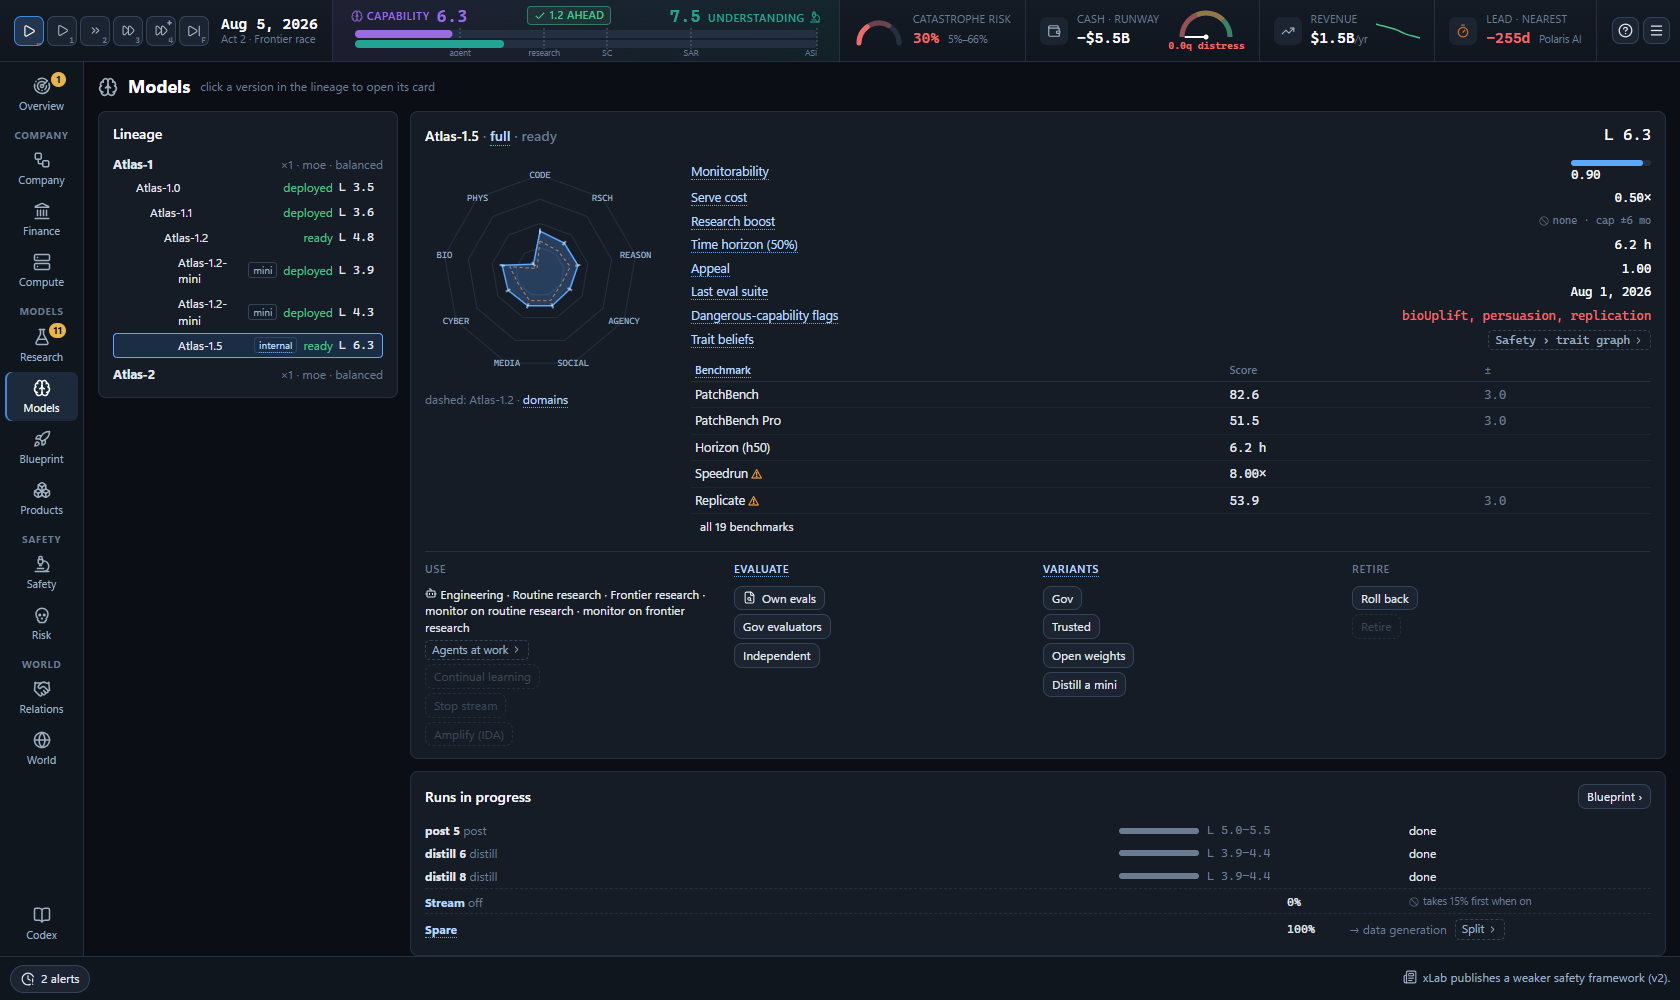 1
2
3
4
F
Aug 5, 2026
Act 2 · Frontier race
CAPABILITY 6.3
1.2 AHEAD
7.5 UNDERSTANDING
agent
research
SC
SAR
ASI
CATASTROPHE RISK
30% 5%–66%
CASH · RUNWAY
−$5.5B
0.0q distress
REVENUE
$1.5B/yr
LEAD · NEAREST
−255d Polaris AI
1
Overview
COMPANY
Company
Finance
Compute
MODELS
11
Research
Models
Blueprint
Products
SAFETY
Safety
Risk
WORLD
Relations
World
Codex
Models click a version in the lineage to open its card
Lineage
Atlas-1 ×1 · moe · balanced
Atlas-1.0 deployed L 3.5
Atlas-1.1 deployed L 3.6
Atlas-1.2 ready L 4.8
Atlas-1.2-mini mini deployed L 3.9
Atlas-1.2-mini mini deployed L 4.3
Atlas-1.5 internal ready L 6.3
Atlas-2 ×1 · moe · balanced
Atlas-1.5 · full · ready L 6.3
CODE
RSCH
REASON
AGENCY
SOCIAL
MEDIA
CYBER
BIO
PHYS
dashed: Atlas-1.2 · domains
Monitorability 0.90
Serve cost 0.50×
Research boost none · cap ±6 mo
Time horizon (50%) 6.2 h
Appeal 1.00
Last eval suite Aug 1, 2026
Dangerous-capability flags bioUplift, persuasion, replication
Trait beliefs Safety › trait graph ›
Benchmark Score ±
PatchBench 82.6 3.0
PatchBench Pro 51.5 3.0
Horizon (h50) 6.2 h
Speedrun 8.00×
Replicate 53.9 3.0
all 19 benchmarks
USE
Engineering · Routine research · Frontier research ·
monitor on routine research · monitor on frontier
research
Agents at work ›
Continual learning
Stop stream
Amplify (IDA)
EVALUATE
Own evals
Gov evaluators
Independent
VARIANTS
Gov
Trusted
Open weights
Distill a mini
RETIRE
Roll back
Retire
Runs in progress Blueprint ›
post 5 post L 5.0–5.5 done
distill 6 distill L 3.9–4.4 done
distill 8 distill L 3.9–4.4 done
Stream off 0% takes 15% first when on
Spare 100% → data generation Split ›
2 alerts
xLab publishes a weaker safety framework (v2).